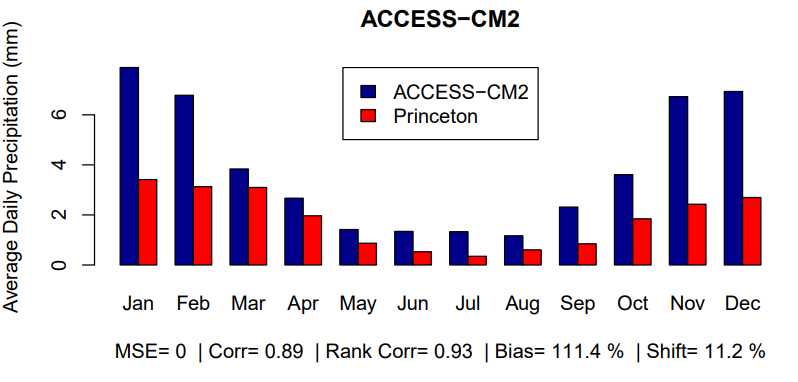 ACCESS−CM2
Average Daily Precipitation (mm)
6
4
2
0
ACCESS−CM2
Princeton
Jan Feb Mar Apr May Jun Jul Aug Sep Oct Nov Dec
MSE= 0 | Corr= 0.89 | Rank Corr= 0.93 | Bias= 111.4 % | Shift= 11.2 %